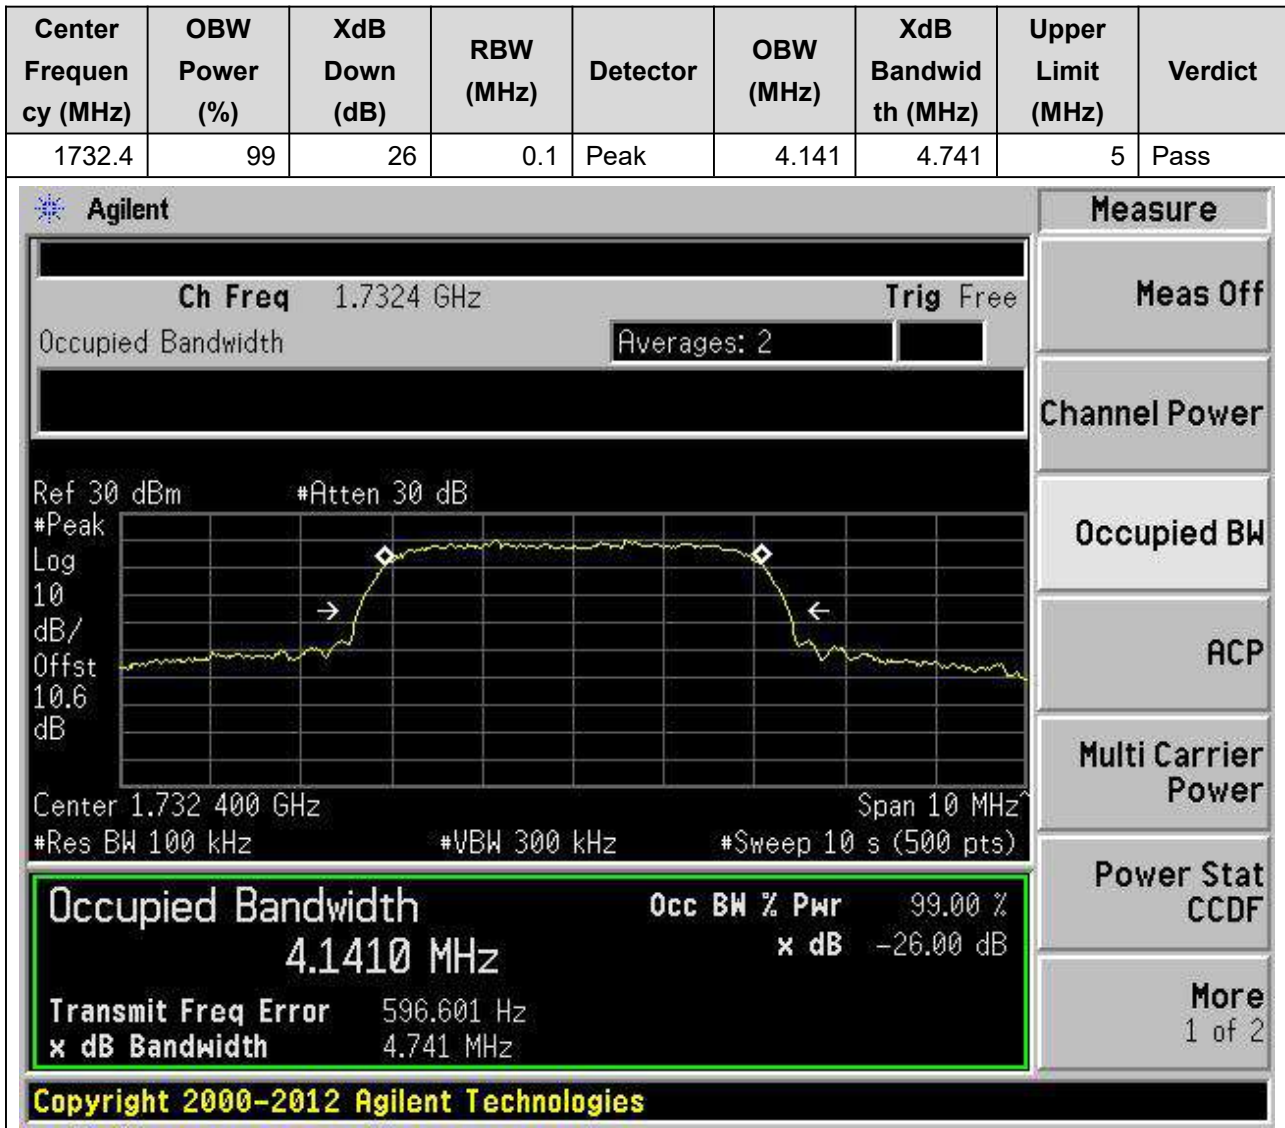 Center Frequen cy (MHz) OBW Power (%) XdB Down (dB) RBW (MHz) Detector OBW (MHz) XdB Bandwid th (MHz) Upper Limit (MHz) Verdict
1732.4 99 26 0.1 Peak 4.141 4.741 5 Pass
Agilent
Measure
Ch Freq 1.7324 GHz Trig Free
Occupied Bandwidth Averages: 2
Meas Off
Channel Power
Occupied BW
ACP
Multi Carrier
Power
Power Stat
CCDF
More
1 of 2
Ref 30 dBm #Atten 30 dB
#Peak
Log
10
dB/
Offst
10.6
dB
Center 1.732 400 GHz Span 10 MHz^
#Res BW 100 kHz #VBW 300 kHz #Sweep 10 s (500 pts)
Occupied Bandwidth Occ BW % Pwr 99.00 %
4.1410 MHz x dB -26.00 dB
Transmit Freq Error 596.601 Hz
x dB Bandwidth 4.741 MHz
Copyright 2000-2012 Agilent Technologies